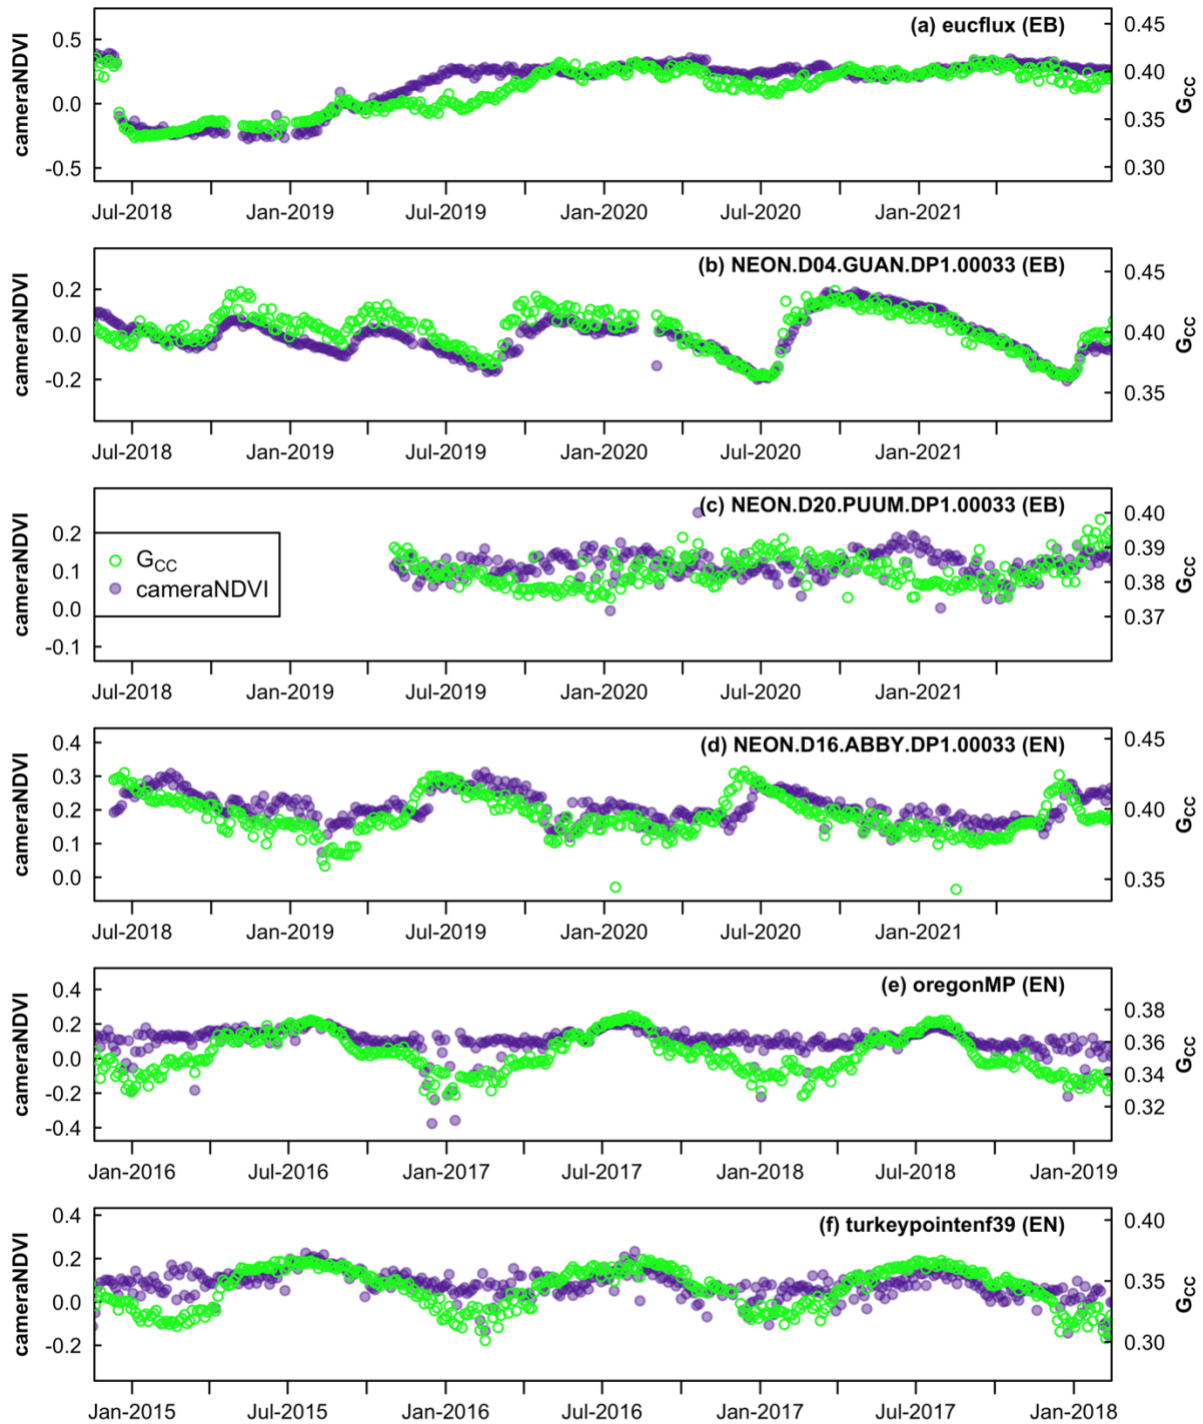 (a) eucflux (EB)
cameraNDVI
0.5
0.0
-0.5
0.45
0.40
0.35
0.30
GCC
Jul-2018 Jan-2019 Jul-2019 Jan-2020 Jul-2020 Jan-2021
(b) NEON.D04.GUAN.DP1.00033 (EB)
cameraNDVI
0.2
0.0
-0.2
0.45
0.40
0.35
GCC
Jul-2018 Jan-2019 Jul-2019 Jan-2020 Jul-2020 Jan-2021
(c) NEON.D20.PUUM.DP1.00033 (EB)
cameraNDVI
0.2
0.1
0.0
-0.1
GCC
cameraNDVI
0.40
0.39
0.38
0.37
GCC
Jul-2018 Jan-2019 Jul-2019 Jan-2020 Jul-2020 Jan-2021
(d) NEON.D16.ABBY.DP1.00033 (EN)
cameraNDVI
0.4
0.3
0.2
0.1
0.0
0.45
0.40
0.35
GCC
Jul-2018 Jan-2019 Jul-2019 Jan-2020 Jul-2020 Jan-2021
(e) oregonMP (EN)
cameraNDVI
0.4
0.2
0.0
-0.2
-0.4
0.38
0.36
0.34
0.32
GCC
Jan-2016 Jul-2016 Jan-2017 Jul-2017 Jan-2018 Jul-2018 Jan-2019
(f) turkeypointenf39 (EN)
cameraNDVI
0.4
0.2
0.0
-0.2
0.40
0.35
0.30
GCC
Jan-2015 Jul-2015 Jan-2016 Jul-2016 Jan-2017 Jul-2017 Jan-2018